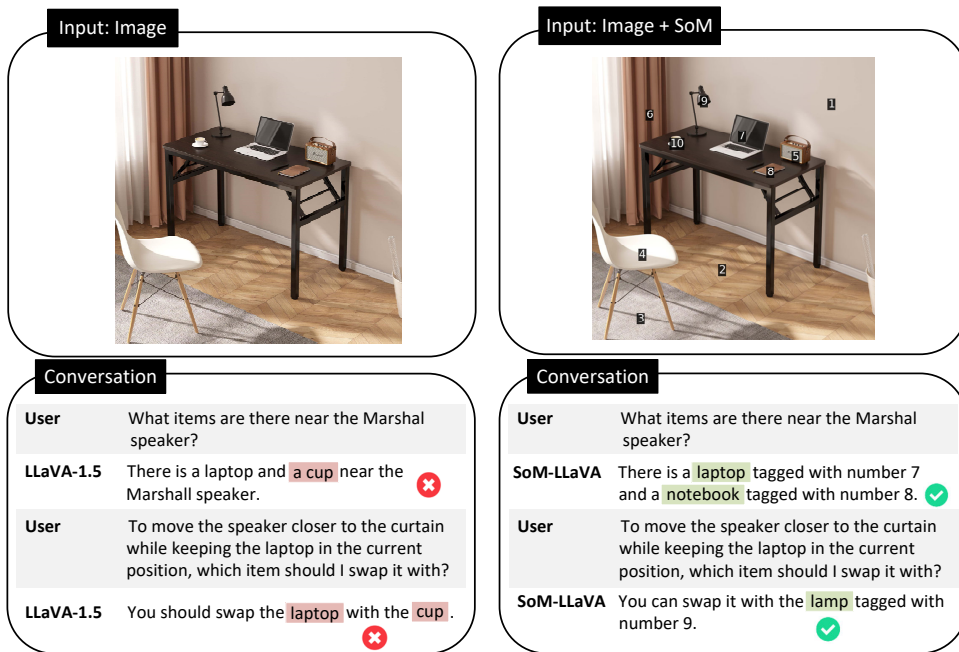 Input: Image
Input: Image + SoM
1
9
6
7
10
5
8
4
2
3
Conversation
User What items are there near the Marshal
speaker?
LLaVA-1.5 There is a laptop and a cup near the
Marshall speaker.
User To move the speaker closer to the curtain
while keeping the laptop in the current
position, which item should I swap it with?
LLaVA-1.5 You should swap the laptop with the cup .
Conversation
User What items are there near the Marshal
speaker?
SoM-LLaVA There is a laptop tagged with number 7
and a notebook tagged with number 8.
User To move the speaker closer to the curtain
while keeping the laptop in the current
position, which item should I swap it with?
SoM-LLaVA You can swap it with the lamp tagged with
number 9.